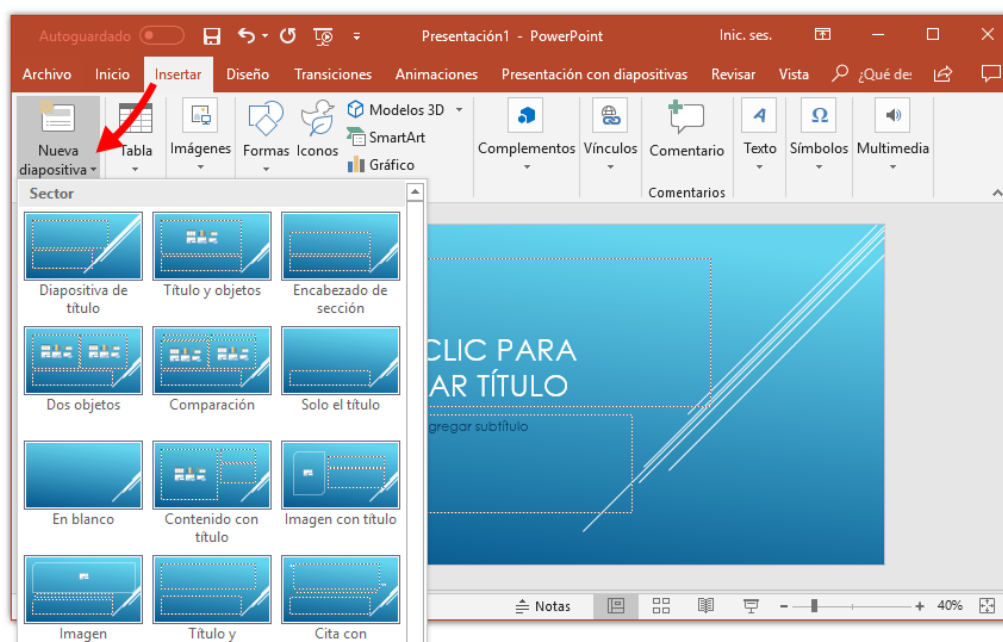 Autoguardado
Presentación1 - PowerPoint
Inic. ses.
Archivo Inicio Insertar Diseño Transiciones Animaciones Presentación con diapositivas Revisar Vista ¿Qué de:
Nueva diapositiva
Tabla
Imágenes
Formas
Iconos
Modelos 3D
SmartArt
Gráfico
Complementos
Vínculos
Comentario
Texto
Símbolos
Multimedia
Comentarios
Sector
Diapositiva de título
Título y objetos
Encabezado de sección
Dos objetos
Comparación
Solo el título
En blanco
Contenido con título
Imagen con título
Imagen
Título y
Cita con
CLIC PARA
AR TÍTULO
gregar subtítulo
Notas
40%